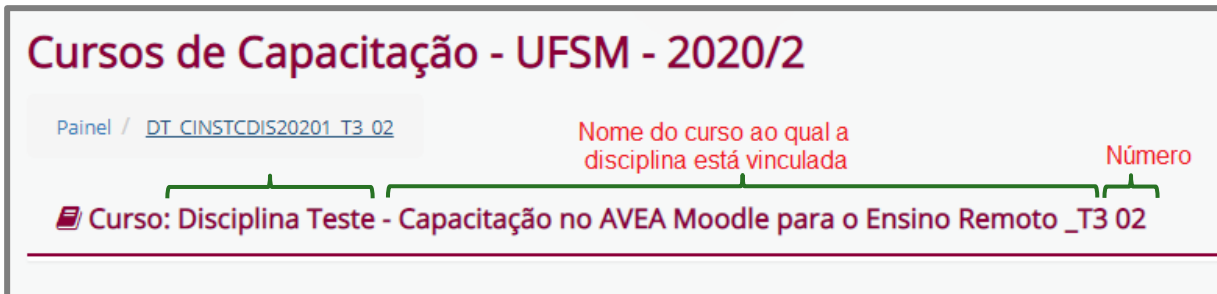 Cursos de Capacitação - UFSM - 2020/2
Painel / DT_CINSTCDIS20201_T3_02
Nome do curso ao qual a
disciplina está vinculada
Número
Curso: Disciplina Teste - Capacitação no AVEA Moodle para o Ensino Remoto _T3 02